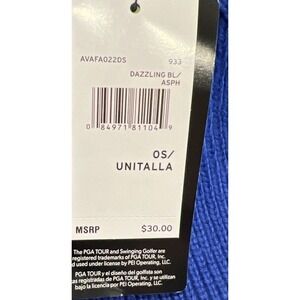 AVAFA022DS 933
DAZZLING BL/
ASPH
0 84971 81104 9
OS/
UNITALLA
MSRP $30.00
The PGA TOUR and Swinging Golfer are
registered trademarks of PGA TOUR, Inc.
and used under license by PEI Operating, LLC.
PGA TOUR y el diseño del golfista son
marcas registradas de PGA TOUR, Inc. y se utilizan
bajo la licencia por PEI Operating, LLC.